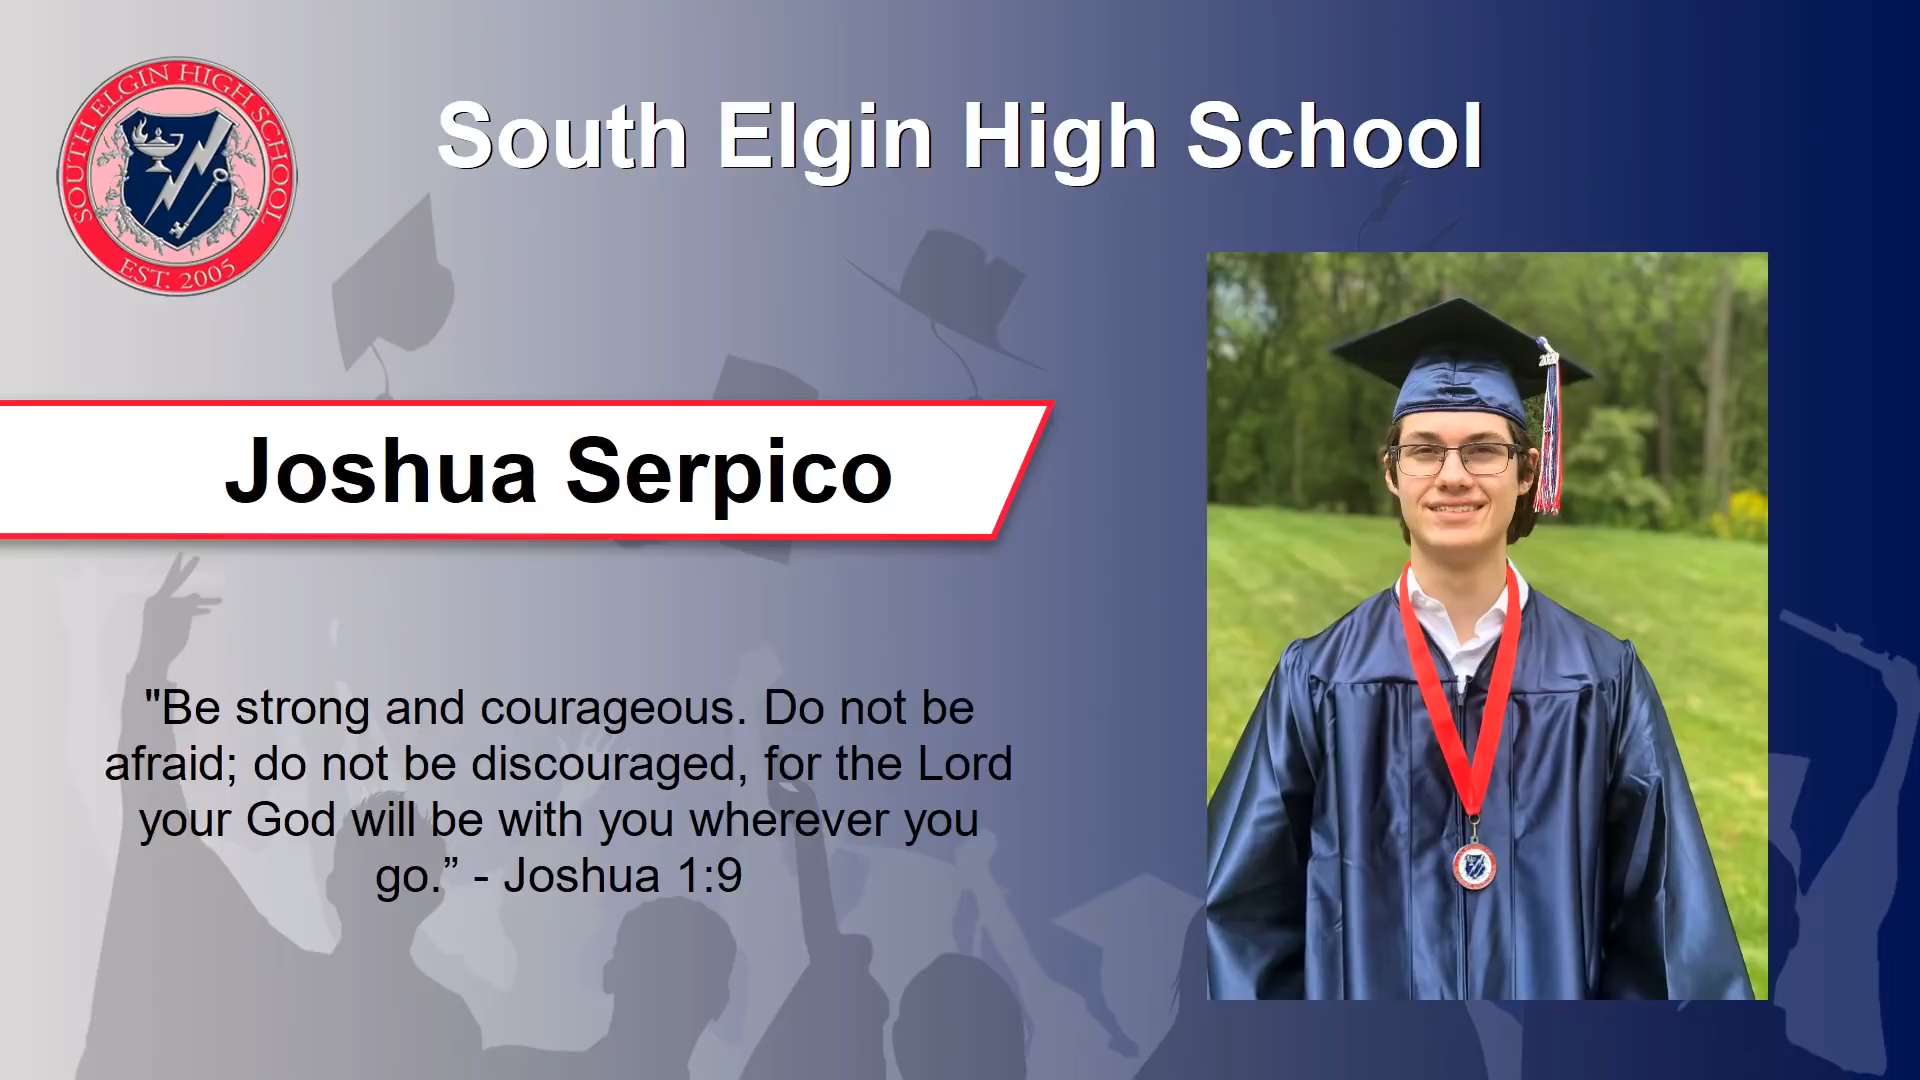 SOUTH ELGIN HIGH SCHOOL
EST. 2005
South Elgin High School
2020
Joshua Serpico
"Be strong and courageous. Do not be
afraid; do not be discouraged, for the Lord
your God will be with you wherever you
go.” - Joshua 1:9